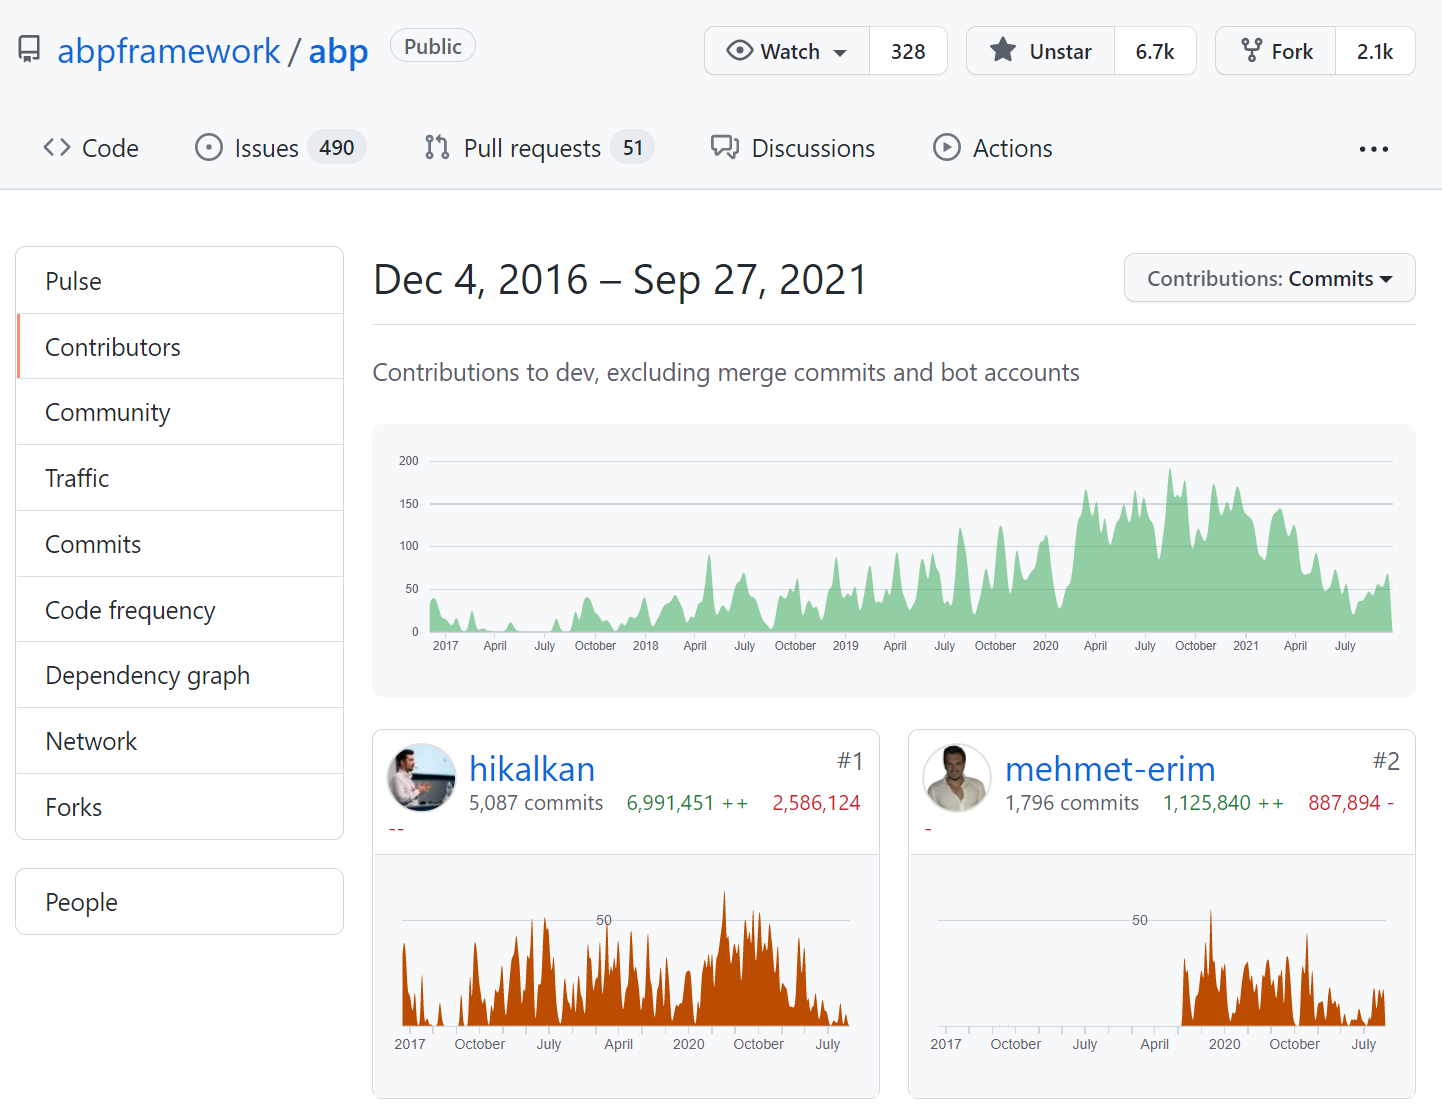 abpframework / abp Public Watch 328 Unstar 6.7k Fork 2.1k
Code Issues 490 Pull requests 51 Discussions Actions
Pulse
Contributors
Community
Traffic
Commits
Code frequency
Dependency graph
Network
Forks
People
Dec 4, 2016 – Sep 27, 2021 Contributions: Commits
Contributions to dev, excluding merge commits and bot accounts
200
150
100
50
0
2017 April July October 2018 April July October 2019 April July October 2020 April July October 2021 April July
hikalkan #1
5,087 commits 6,991,451 ++ 2,586,124
--
50
2017 October July April 2020 October July
mehmet-erim #2
1,796 commits 1,125,840 ++ 887,894 -
-
50
2017 October July April 2020 October July